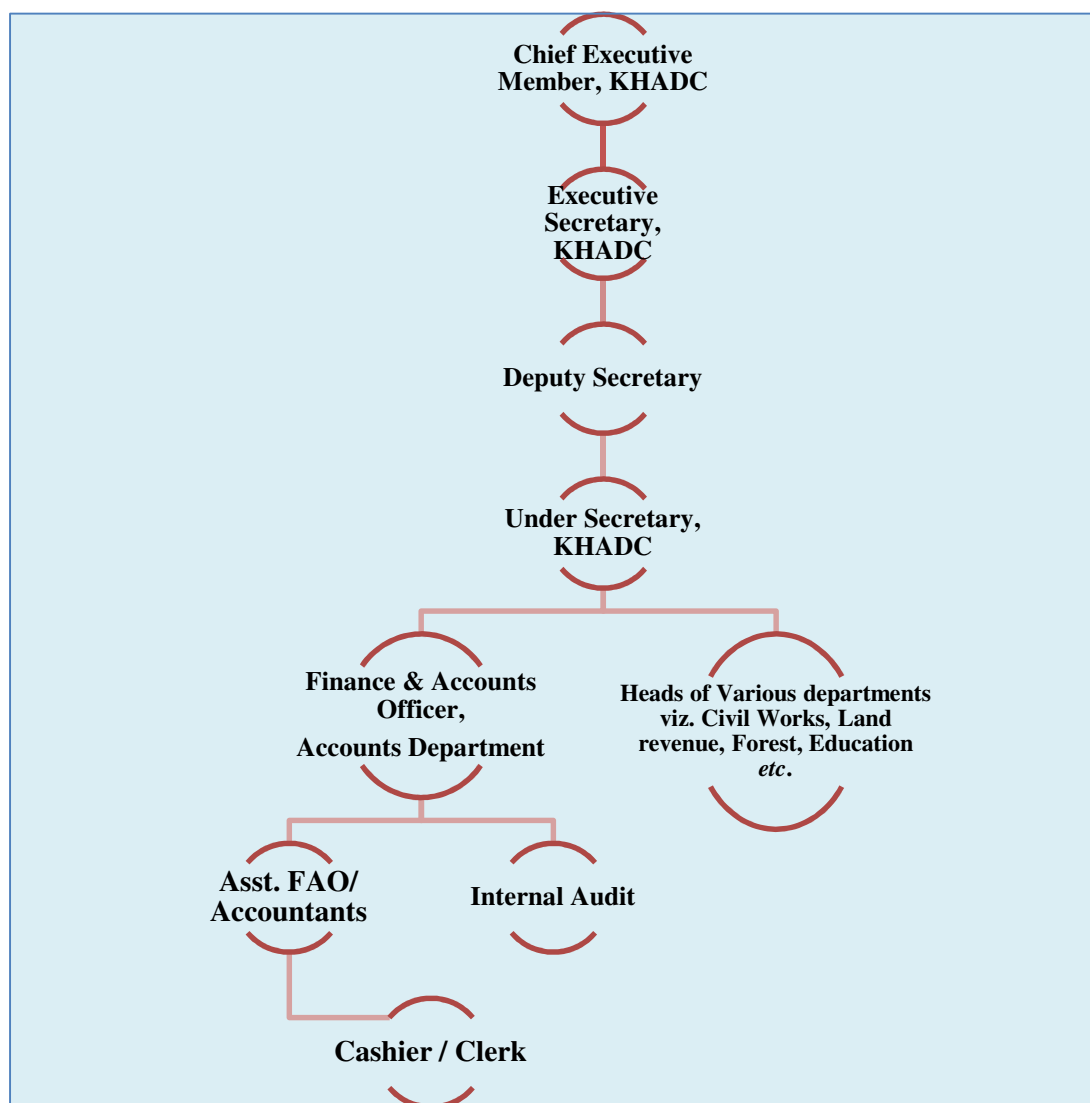 Chief Executive
Member, KHADC
Executive
Secretary,
KHADC
Deputy Secretary
Under Secretary,
KHADC
Finance & Accounts
Officer,
Accounts Department
Heads of Various departments
viz. Civil Works, Land
revenue, Forest, Education
etc.
Asst. FAO/
Accountants
Internal Audit
Cashier / Clerk